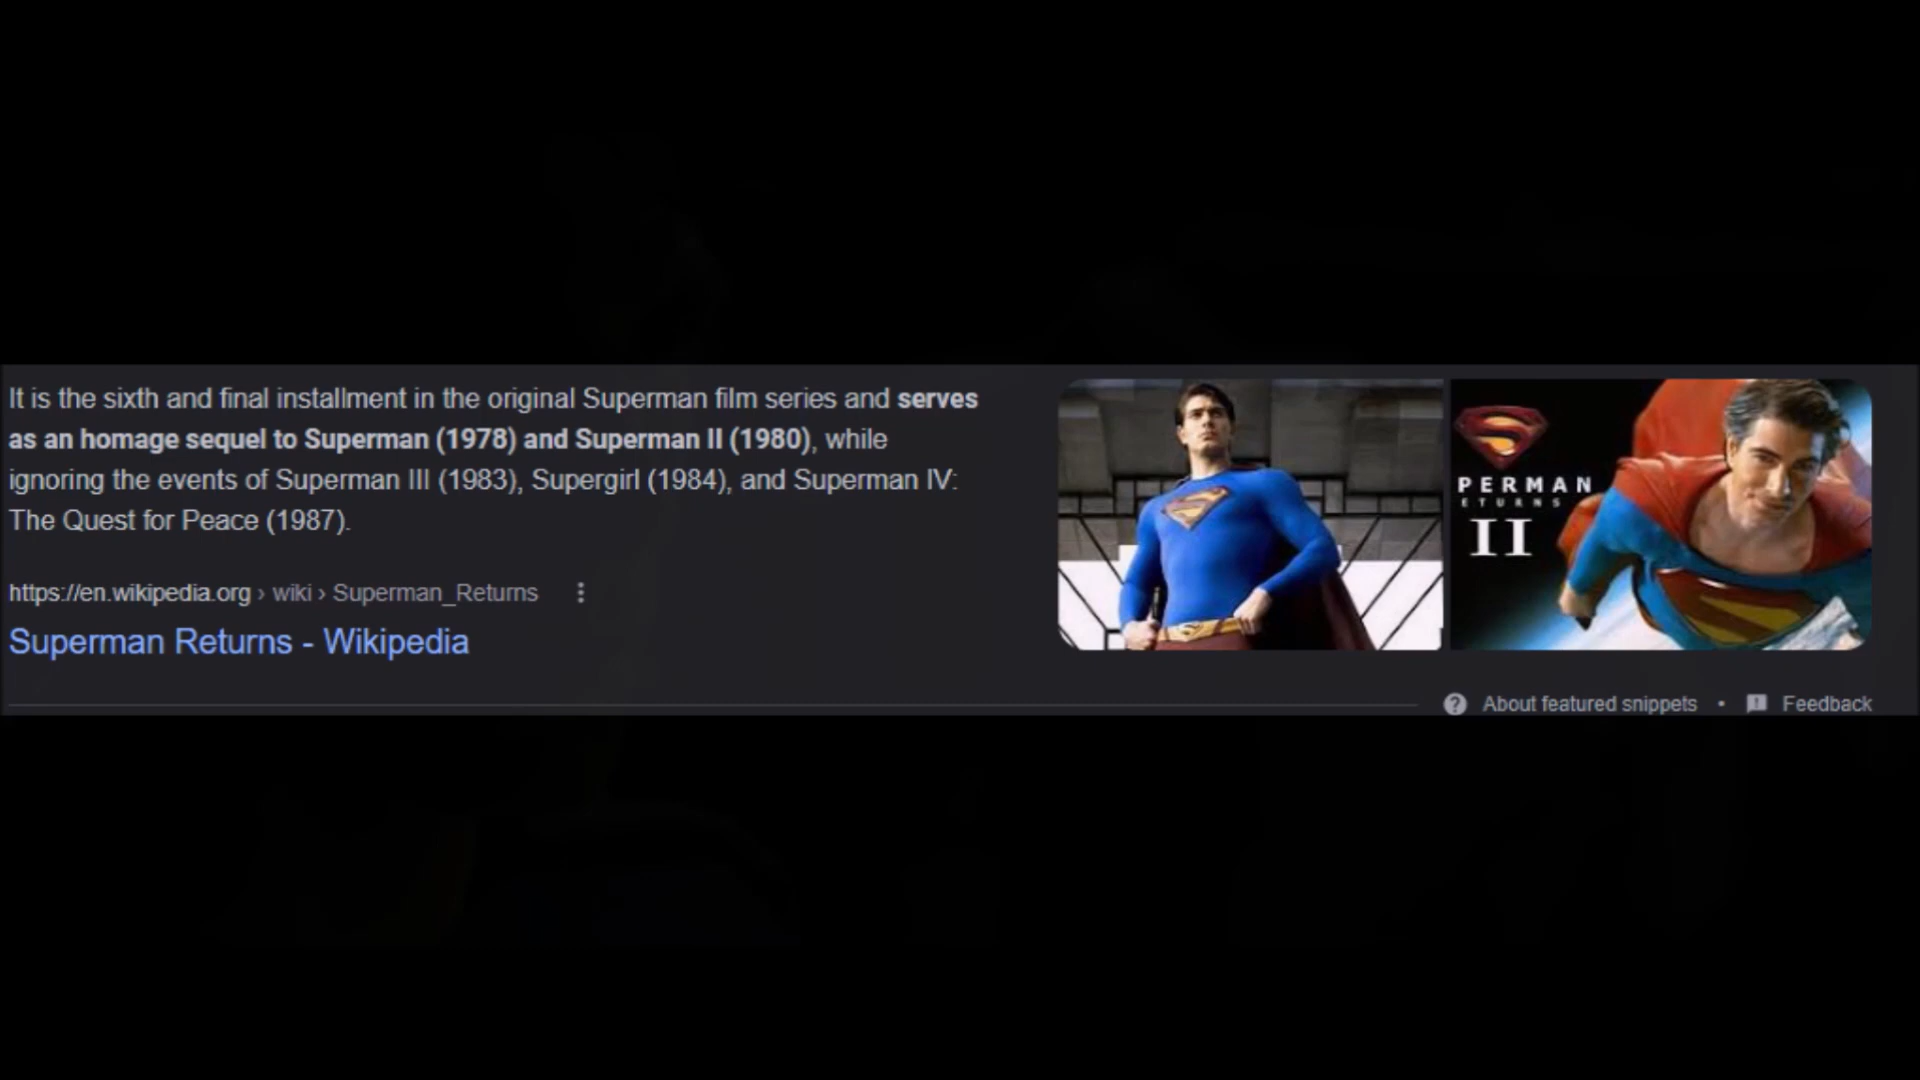 It is the sixth and final installment in the original Superman film series and serves
as an homage sequel to Superman (1978) and Superman II (1980), while
ignoring the events of Superman III (1983), Supergirl (1984), and Superman IV:
The Quest for Peace (1987).
https://en.wikipedia.org › wiki › Superman_Returns
Superman Returns - Wikipedia
PERMAN
ETURNS
II
About featured snippets • Feedback